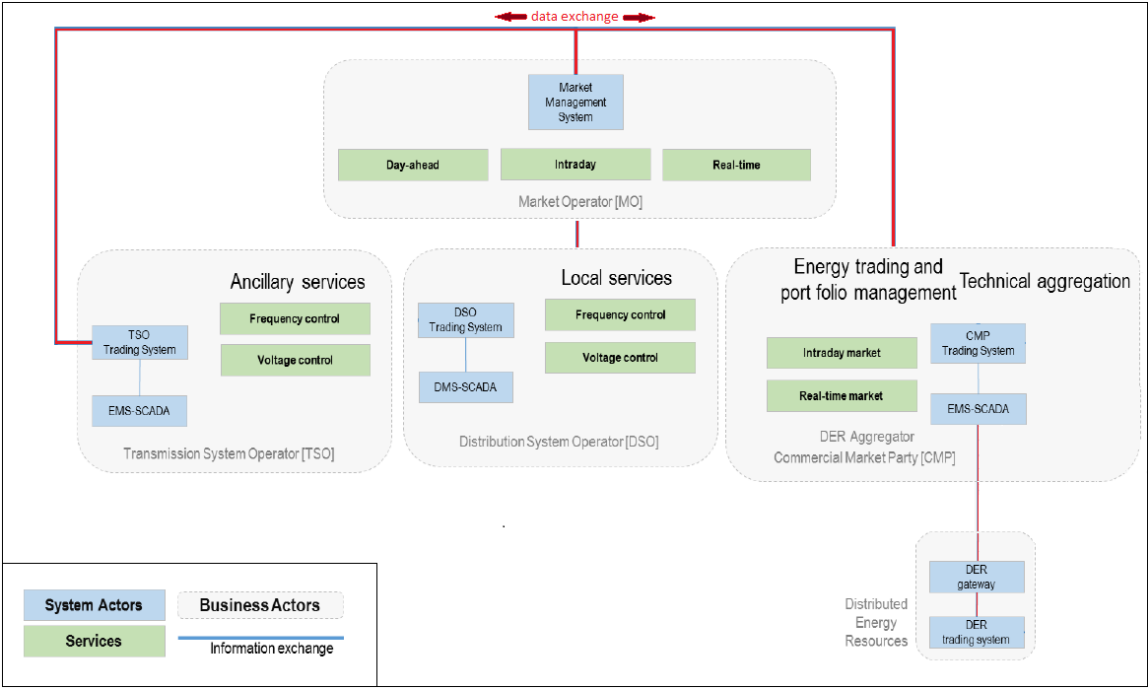 data exchange
Market
Management
System
Day-ahead
Intraday
Real-time
Market Operator [MO]
Ancillary services
Frequency control
Voltage control
TSO
Trading System
EMS-SCADA
Transmission System Operator [TSO]
Local services
DSO
Trading System
Frequency control
Voltage control
DMS-SCADA
Distribution System Operator [DSO]
Energy trading and
port folio management
Technical aggregation
Intraday market
Real-time market
CMP
Trading System
EMS-SCADA
DER Aggregator
Commercial Market Party [CMP]
DER
gateway
DER
trading system
Distributed
Energy
Resources
System Actors
Business Actors
Services
Information exchange